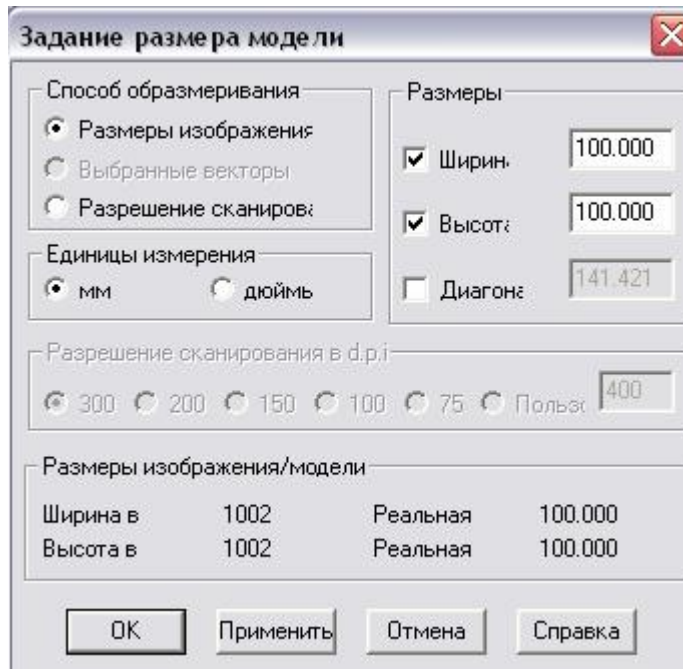 Задание размера модели
Способ образмеривания
Размеры изображения
Выбранные векторы
Разрешение сканирова
Единицы измерения
мм дюймь
Размеры
Ширин 100.000
Высота 100.000
Диагона 141.421
Разрешение сканирования в d.p.i
300 200 150 100 75 Пользо 400
Размеры изображения/модели
Ширина в 1002 Реальная 100.000
Высота в 1002 Реальная 100.000
OK Применить Отмена Справка